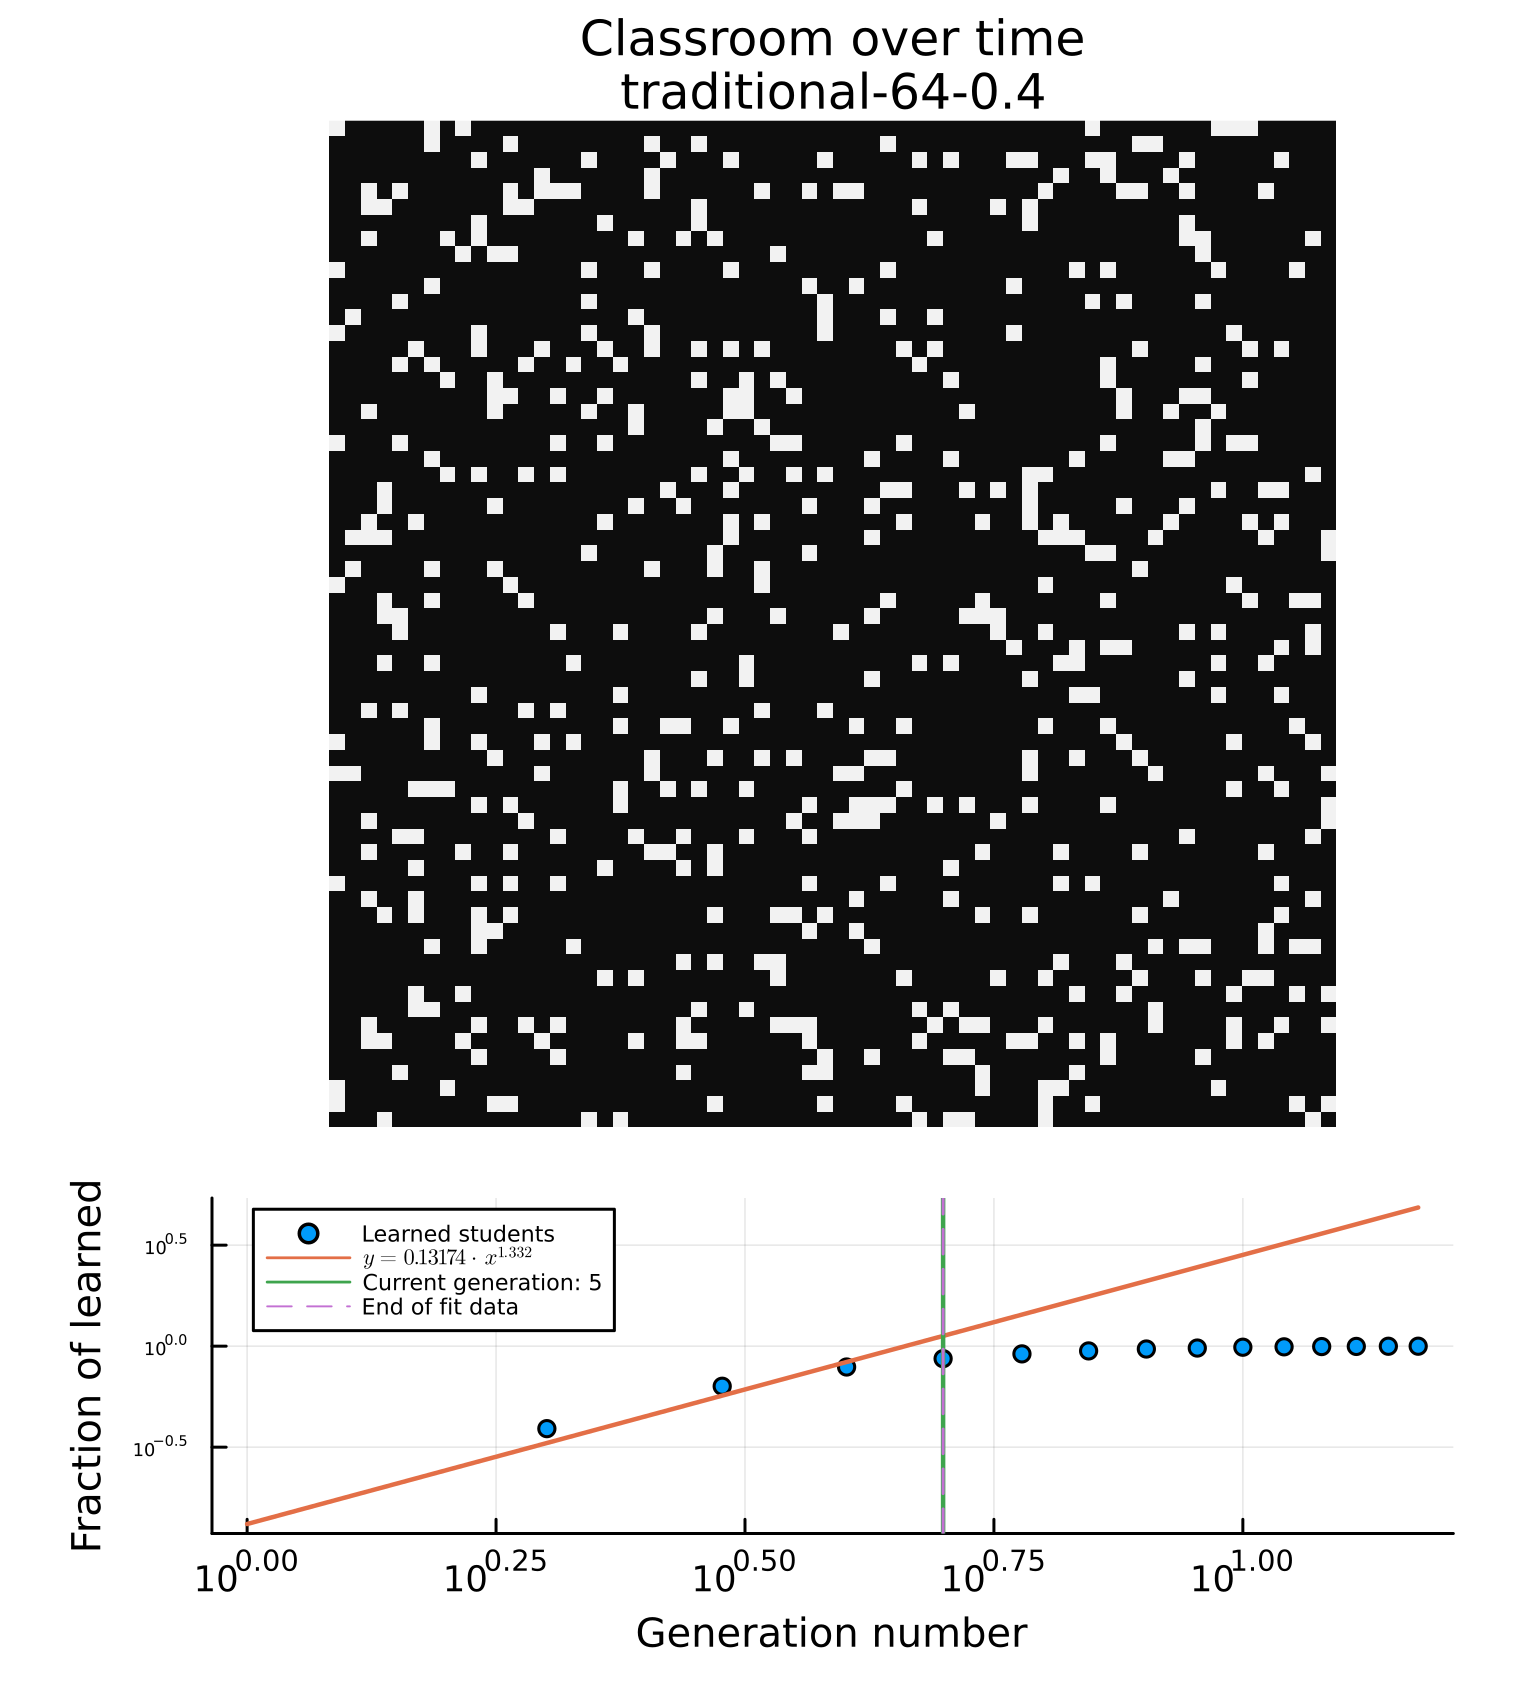 Classroom over time
traditional-64-0.4
Fraction of learned
10^0.5
10^0.0
10^−0.5
Learned students
y = 0.13174 · x^1.332
Current generation: 5
End of fit data
10^0.00 10^0.25 10^0.50 10^0.75 10^1.00
Generation number